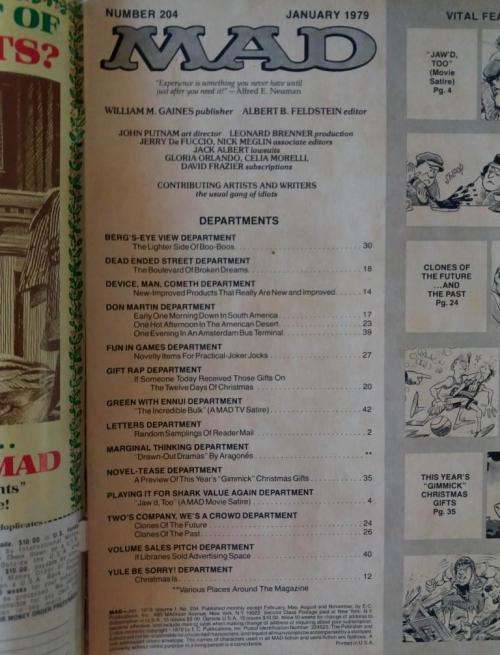 T OF
TS?
MAD
nts"
e!
NUMBER 204 JANUARY 1979
MAD
"Experience is something you never have until
just after you need it!" — Alfred E. Neuman
WILLIAM M. GAINES publisher ALBERT B. FELDSTEIN editor
JOHN PUTNAM art director LEONARD BRENNER production
JERRY De FUCCIO, NICK MEGLIN associate editors
JACK ALBERT lawsuits
GLORIA ORLANDO, CELIA MORELLI,
DAVID FRAZIER subscriptions
CONTRIBUTING ARTISTS AND WRITERS
the usual gang of idiots
DEPARTMENTS
BERG'S-EYE VIEW DEPARTMENT
The Lighter Side Of Boo-Boos 30
DEAD ENDED STREET DEPARTMENT
The Boulevard Of Broken Dreams 18
DEVICE, MAN, COMETH DEPARTMENT
New-Improved Products That Really Are New and Improved 14
DON MARTIN DEPARTMENT
Early One Morning Down In South America 17
One Hot Afternoon In The American Desert 23
One Evening In An Amsterdam Bus Terminal 39
FUN IN GAMES DEPARTMENT
Novelty Items For Practical-Joker Jocks 27
GIFT RAP DEPARTMENT
If Someone Today Received Those Gifts On
The Twelve Days Of Christmas 20
GREEN WITH ENNUI DEPARTMENT
"The Incredible Bulk" (A MAD TV Satire) 42
LETTERS DEPARTMENT
Random Samplings Of Reader Mail 2
MARGINAL THINKING DEPARTMENT
"Drawn-Out Dramas" By Aragonés **
NOVEL-TEASE DEPARTMENT
A Preview Of This Year's "Gimmick" Christmas Gifts 35
PLAYING IT FOR SHARK VALUE AGAIN DEPARTMENT
"Jaw'd, Too" (A MAD Movie Satire) 4
TWO'S COMPANY, WE'S A CROWD DEPARTMENT
Clones Of The Future 24
Clones Of The Past 26
VOLUME SALES PITCH DEPARTMENT
If Libraries Sold Advertising Space 40
YULE BE SORRY! DEPARTMENT
Christmas Is 12
**Various Places Around The Magazine
VITAL FEA
"JAW'D,
TOO"
(Movie
Satire)
Pg. 4
CLONES OF
THE FUTURE
...AND
THE PAST
Pg. 24
THIS YEAR'S
"GIMMICK"
CHRISTMAS
GIFTS
Pg. 35